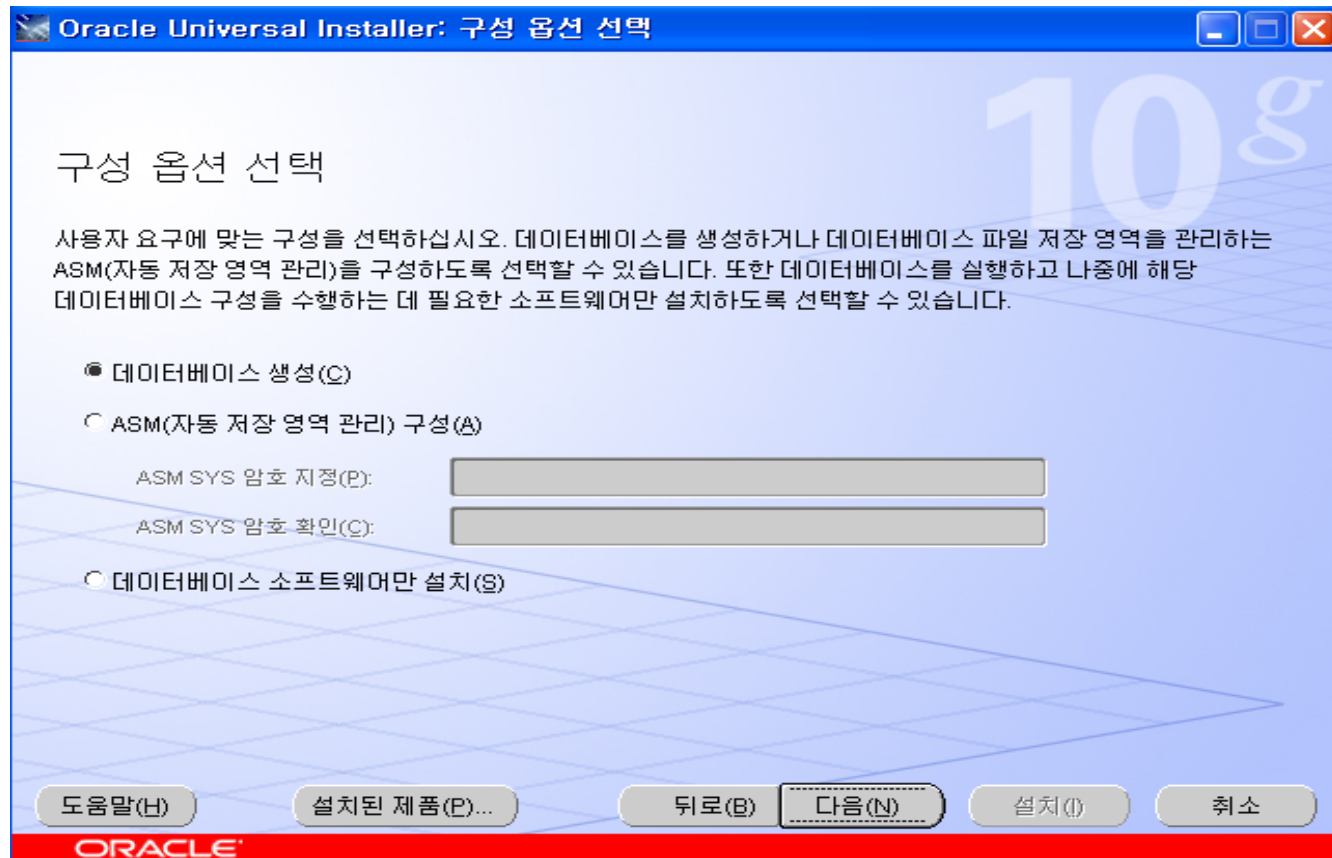 Oracle Universal Installer: 구성 옵션 선택
10g
구성 옵션 선택
사용자 요구에 맞는 구성을 선택하십시오. 데이터베이스를 생성하거나 데이터베이스 파일 저장 영역을 관리하는
ASM(자동 저장 영역 관리)을 구성하도록 선택할 수 있습니다. 또한 데이터베이스를 실행하고 나중에 해당
데이터베이스 구성을 수행하는 데 필요한 소프트웨어만 설치하도록 선택할 수 있습니다.
데이터베이스 생성(C)
ASM(자동 저장 영역 관리) 구성(A)
ASM SYS 암호 지정(P):
ASM SYS 암호 확인(C):
데이터베이스 소프트웨어만 설치(S)
도움말(H) 설치된 제품(P)... 뒤로(B) 다음(N) 설치(I) 취소
ORACLE